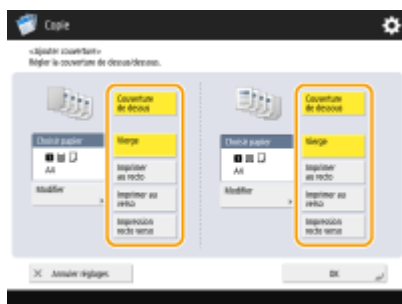 Copie
<Ajouter couverture>
Régler la couverture de dessus/dessous.
Couverture
de dessus
Choisir papier
A4
Modifier
Vierge
Imprimer
au recto
Imprimer au
verso
Impression
recto verso
Couverture
de dessous
Choisir papier
A4
Modifier
Vierge
Imprimer
au recto
Imprimer au
verso
Impression
recto verso
Annuler réglages
OK